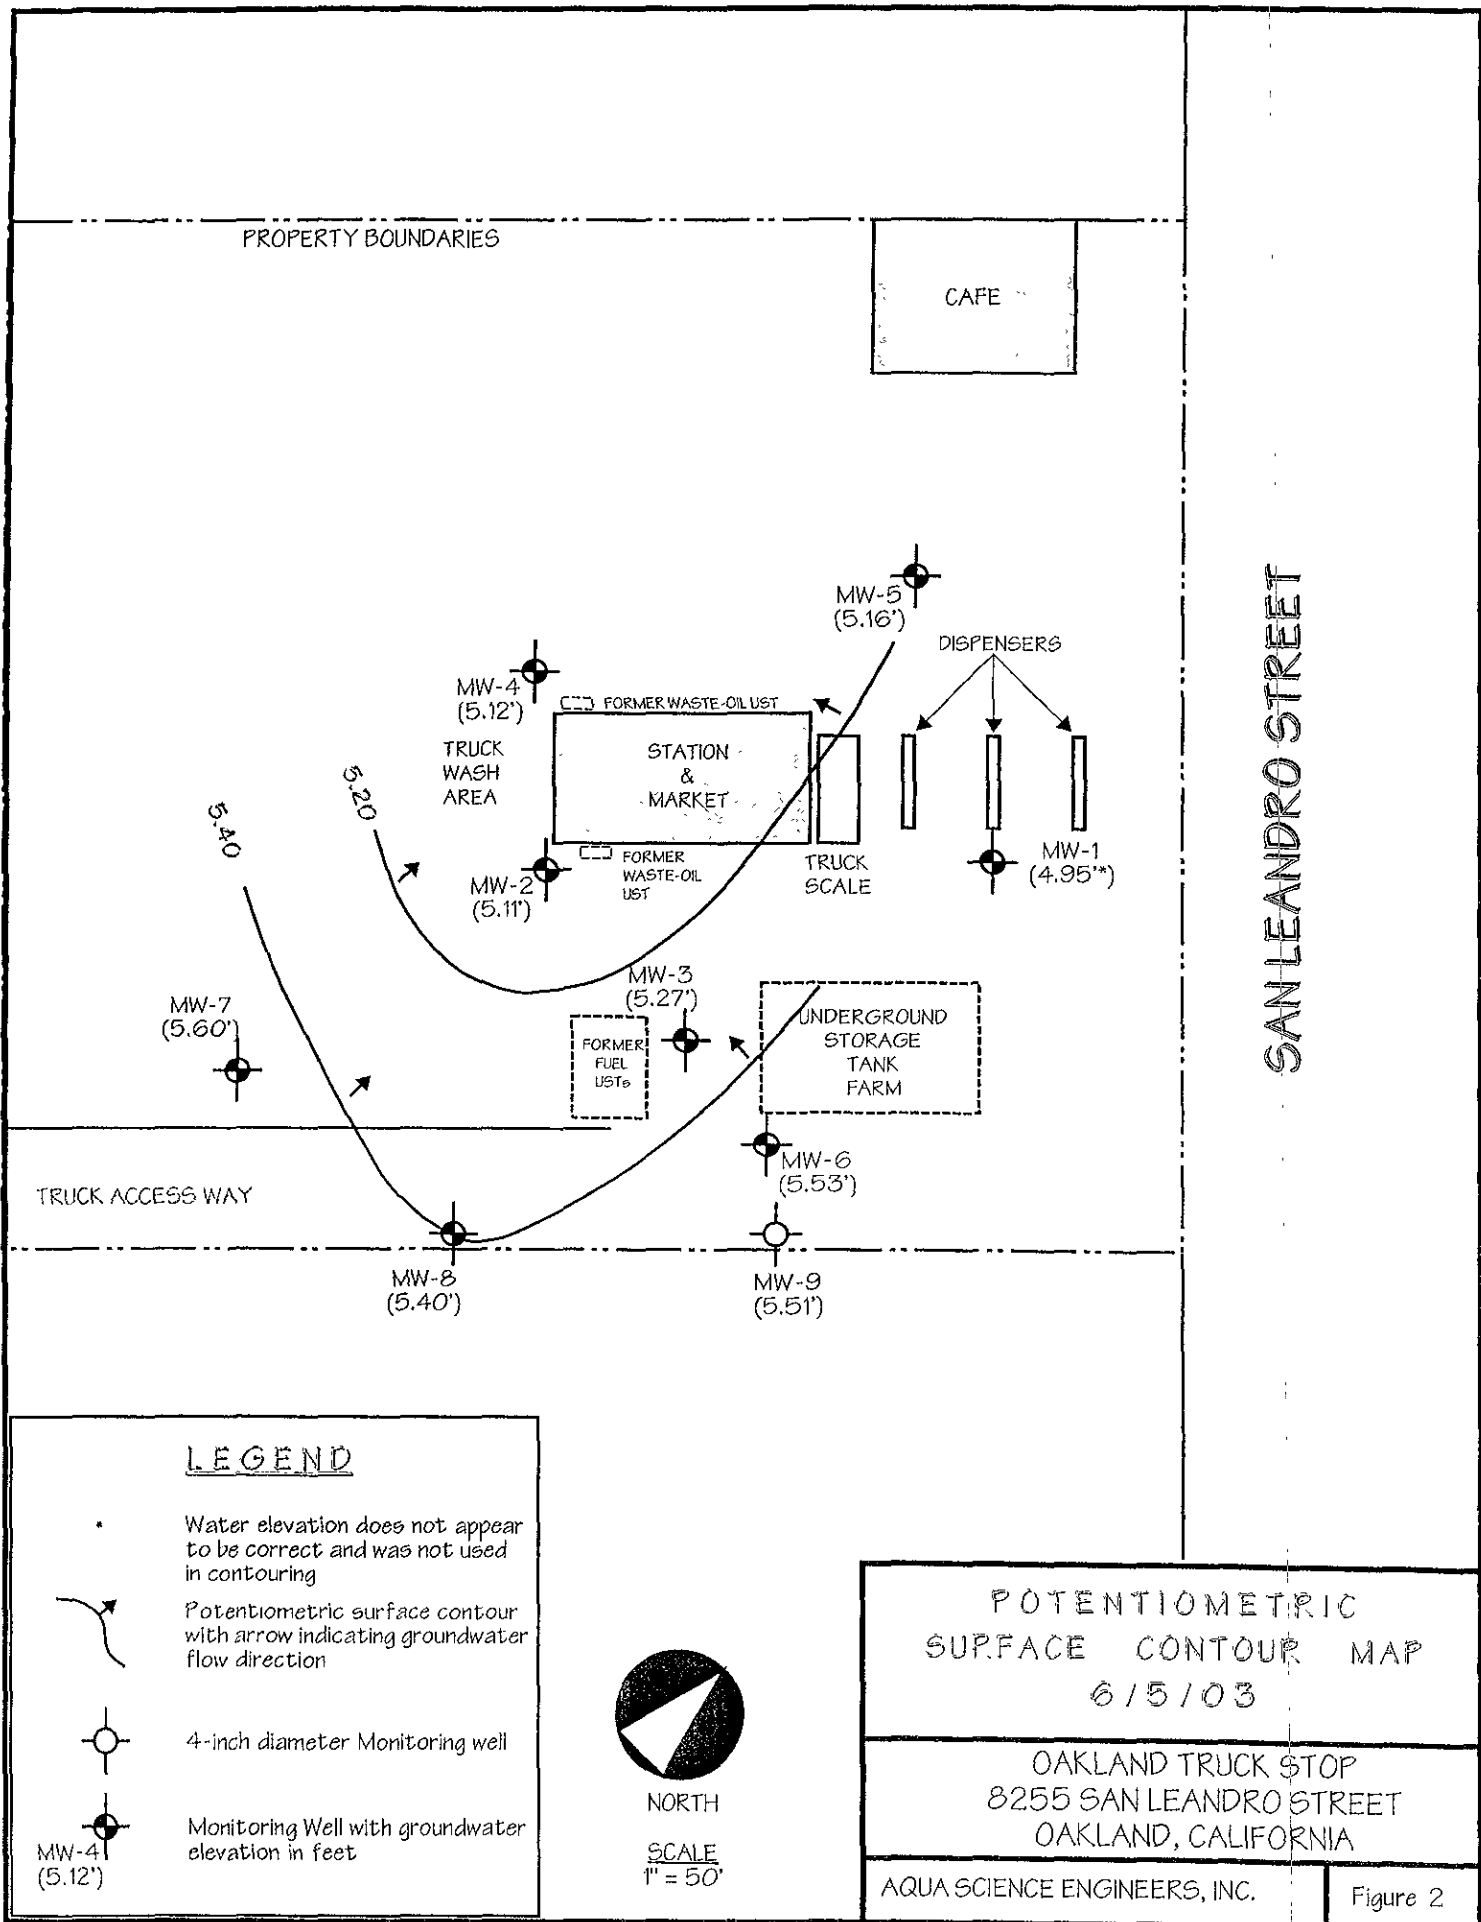 PROPERTY BOUNDARIES
CAFE
MW-5
(5.16')
DISPENSERS
MW-4
(5.12')
FORMER WASTE-OIL UST
TRUCK
WASH
AREA
STATION
&
MARKET
5.20
5.40
MW-2
(5.11')
FORMER
WASTE-OIL
UST
TRUCK
SCALE
MW-1
(4.95'*)
SAN LEANDRO STREET
MW-3
(5.27')
MW-7
(5.60')
FORMER
FUEL
USTs
UNDERGROUND
STORAGE
TANK
FARM
MW-6
(5.53')
TRUCK ACCESS WAY
MW-8
(5.40')
MW-9
(5.51')
LEGEND
* Water elevation does not appear
to be correct and was not used
in contouring
Potentiometric surface contour
with arrow indicating groundwater
flow direction
4-inch diameter Monitoring well
Monitoring Well with groundwater
elevation in feet
MW-4
(5.12')
NORTH
SCALE
1" = 50'
POTENTIOMETRIC
SURFACE CONTOUR MAP
6/5/03
OAKLAND TRUCK STOP
8255 SAN LEANDRO STREET
OAKLAND, CALIFORNIA
AQUA SCIENCE ENGINEERS, INC.
Figure 2